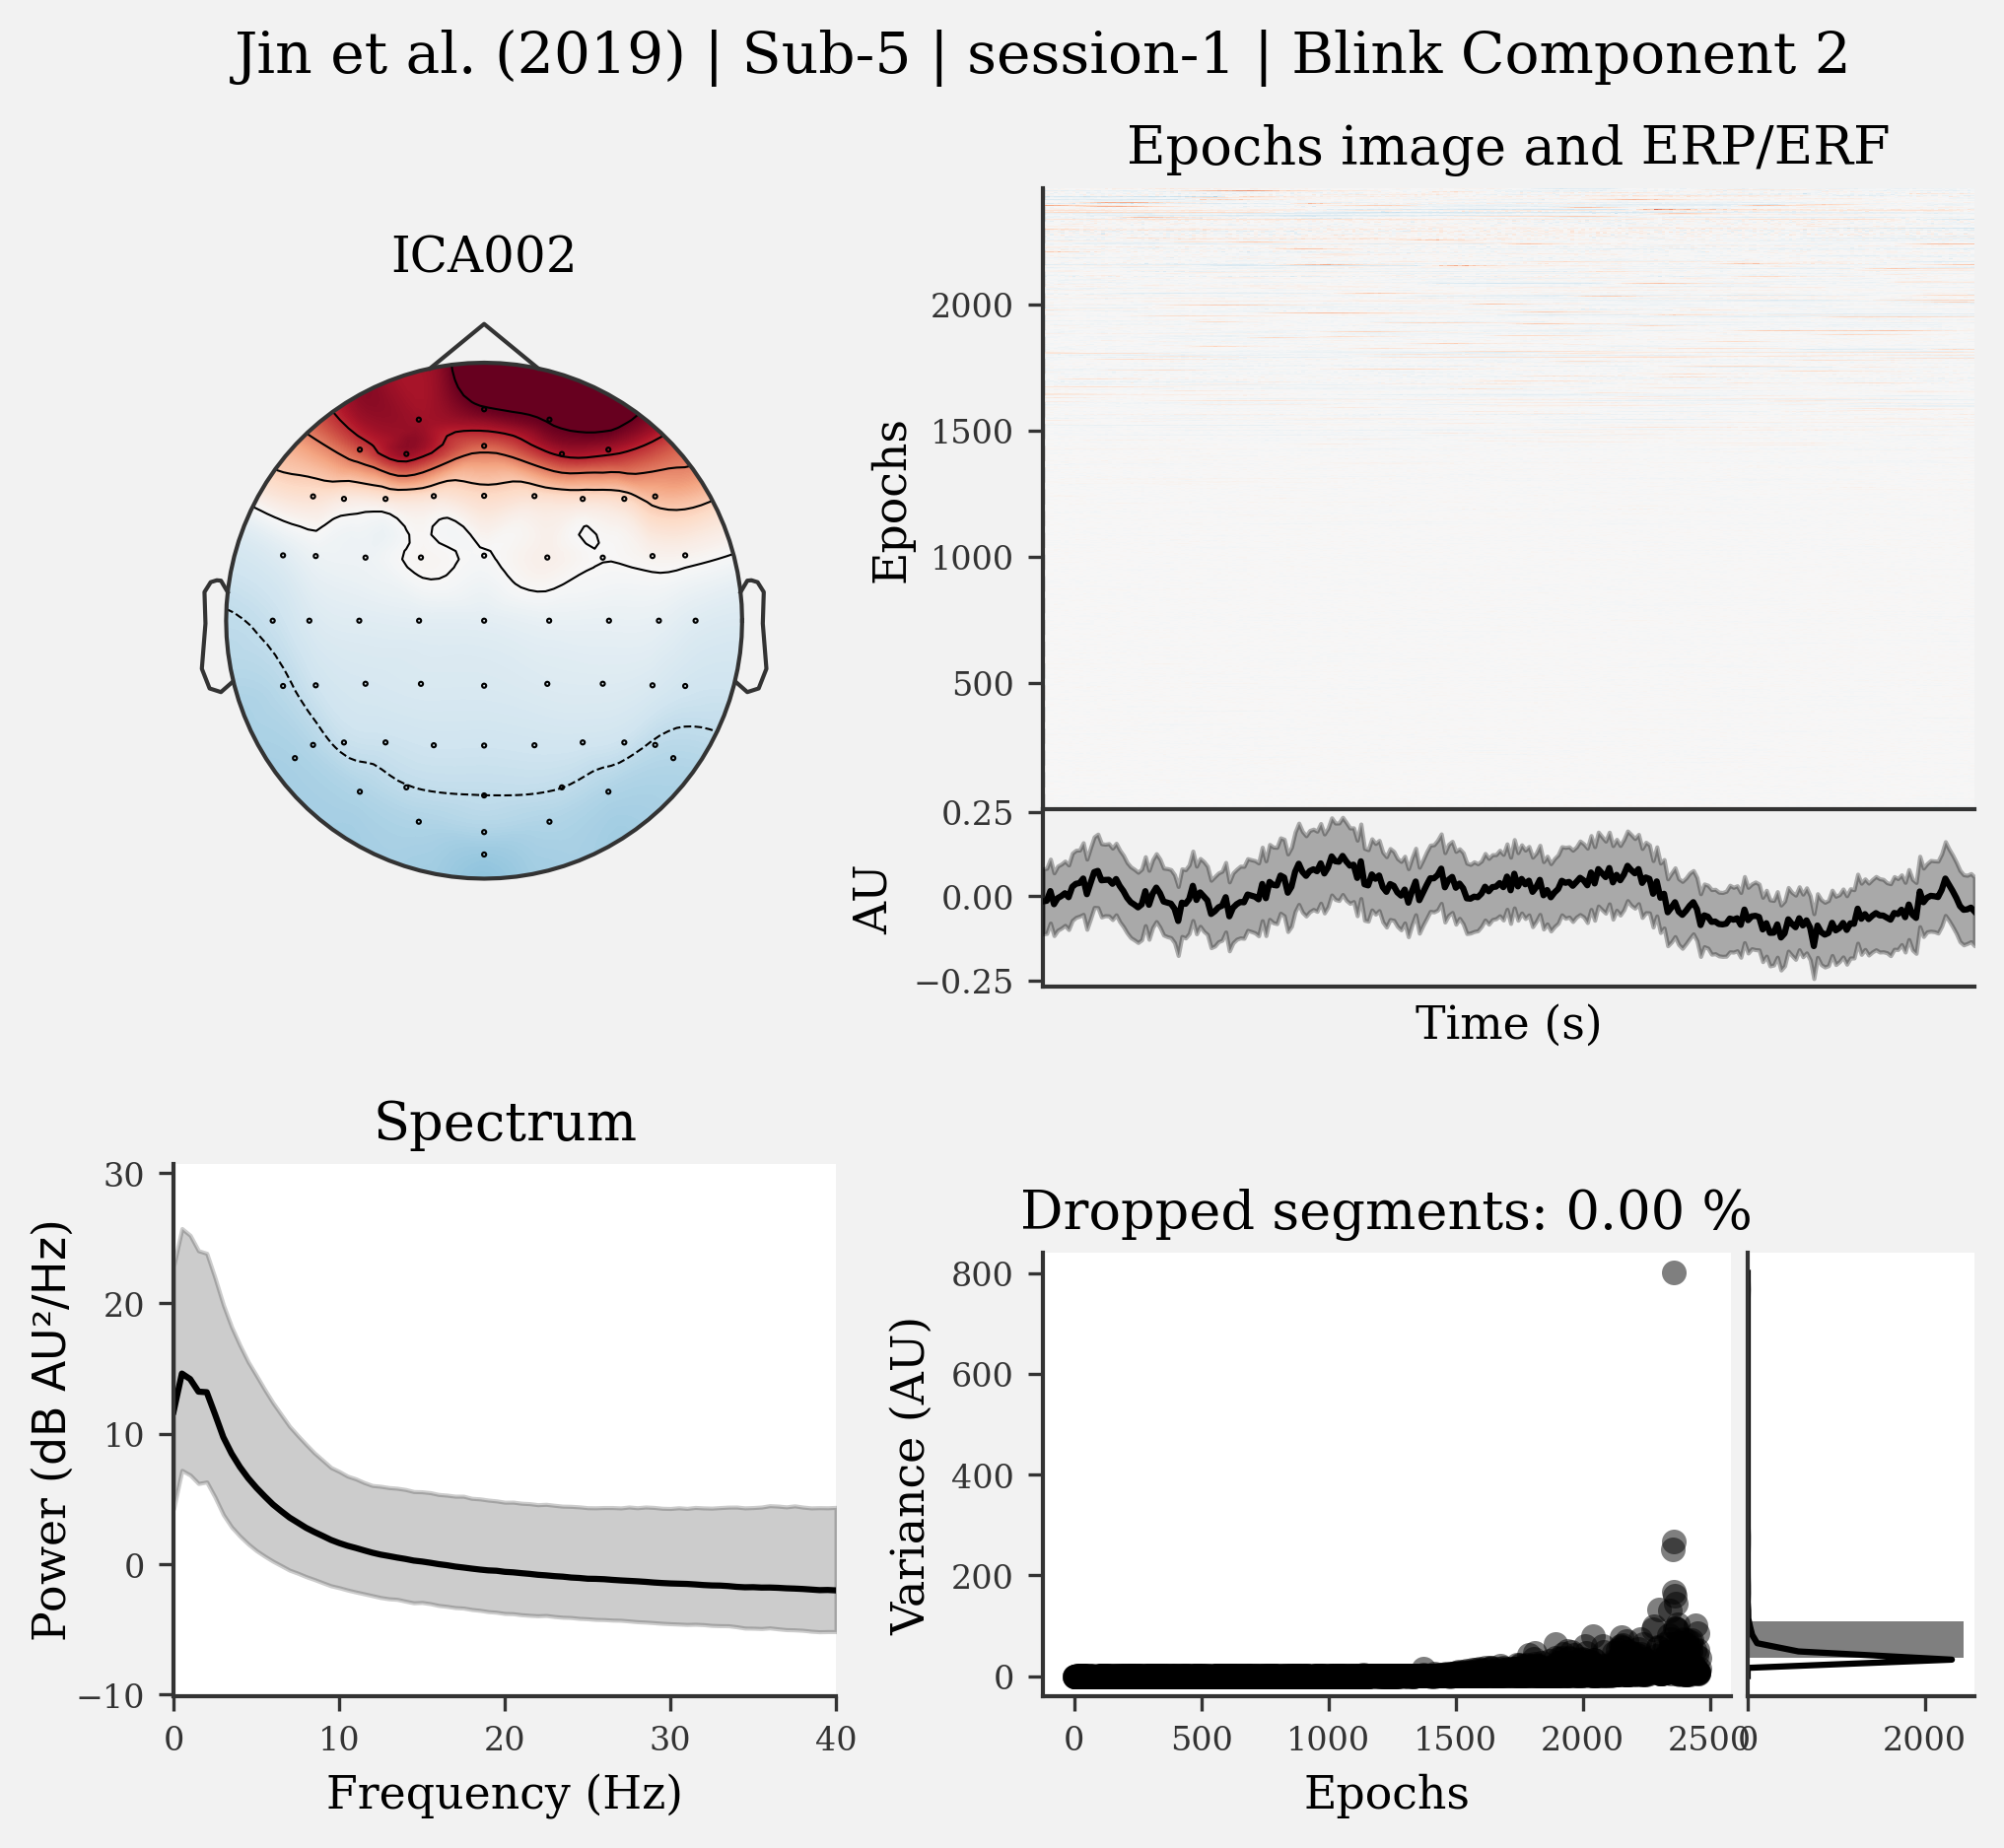 Jin et al. (2019) | Sub-5 | session-1 | Blink Component 2
ICA002
Epochs image and ERP/ERF
Epochs
2000
1500
1000
500
AU
0.25
0.00
−0.25
Time (s)
Spectrum
Power (dB AU²/Hz)
30
20
10
0
−10
0 10 20 30 40
Frequency (Hz)
Dropped segments: 0.00 %
Variance (AU)
800
600
400
200
0
0 500 1000 1500 2000 2500
0 2000
Epochs